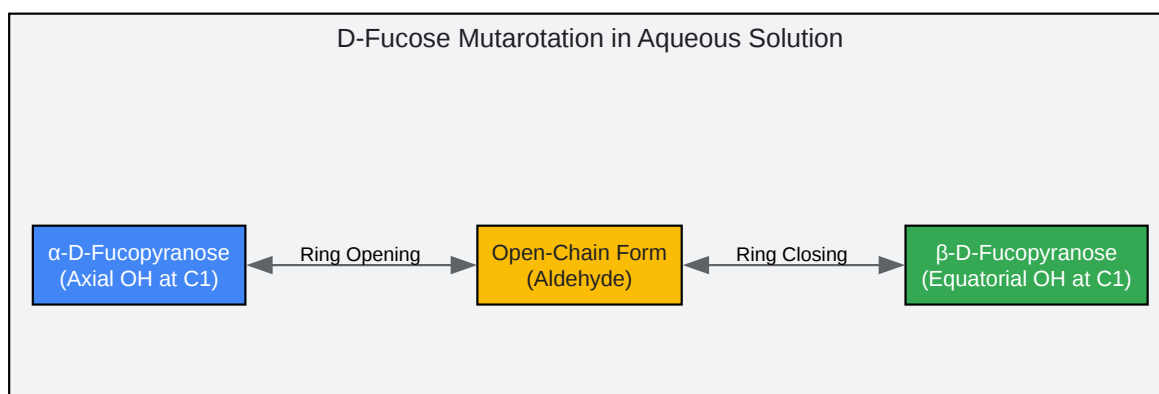 D-Fucose Mutarotation in Aqueous Solution
α-D-Fucopyranose
(Axial OH at C1)
Ring Opening
Open-Chain Form
(Aldehyde)
Ring Closing
β-D-Fucopyranose
(Equatorial OH at C1)